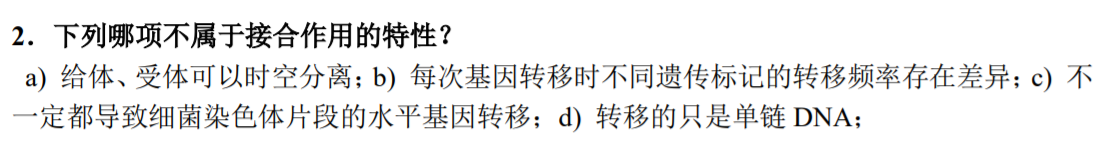 2．下列哪项不属于接合作用的特性？
a) 给体、受体可以时空分离；b) 每次基因转移时不同遗传标记的转移频率存在差异；c) 不
一定都导致细菌染色体片段的水平基因转移；d) 转移的只是单链 DNA；